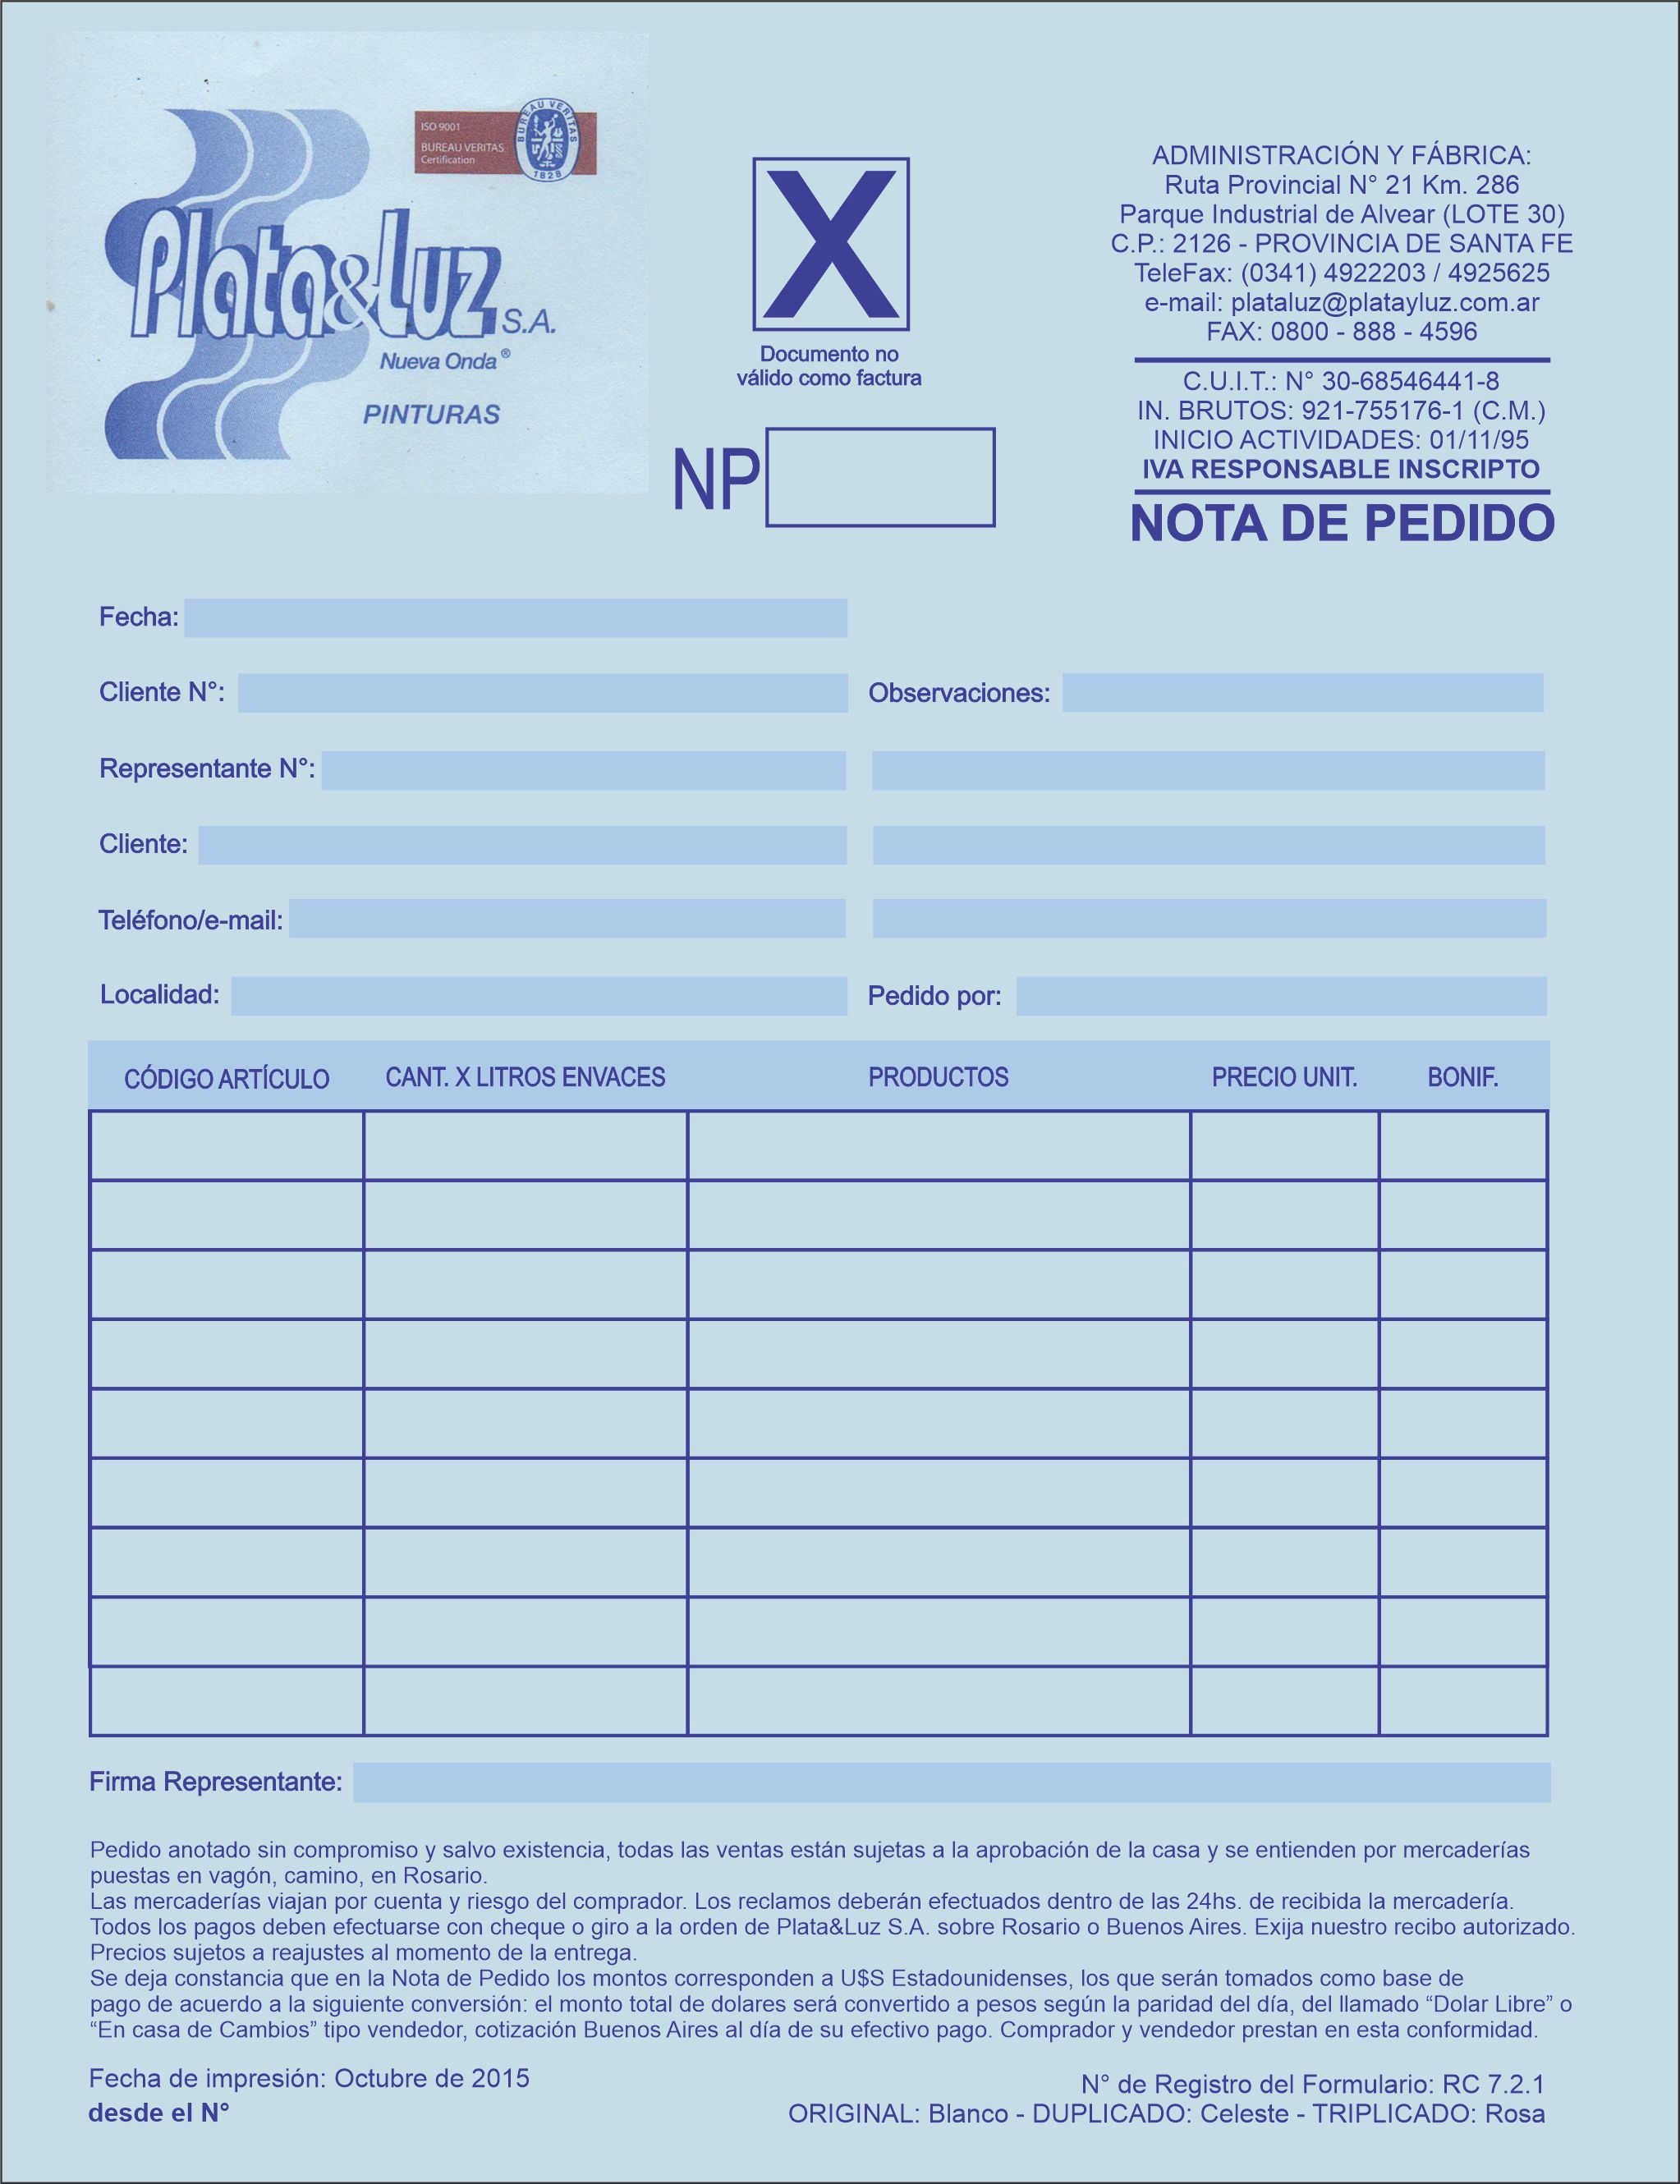 ISO 9001
BUREAU VERITAS
Certification
BUREAU VERITAS
1828
Plata&Luz S.A.
Nueva Onda®
PINTURAS
X
Documento no
válido como factura
NP
ADMINISTRACIÓN Y FÁBRICA:
Ruta Provincial N° 21 Km. 286
Parque Industrial de Alvear (LOTE 30)
C.P.: 2126 - PROVINCIA DE SANTA FE
TeleFax: (0341) 4922203 / 4925625
e-mail: plataluz@platayluz.com.ar
FAX: 0800 - 888 - 4596
C.U.I.T.: N° 30-68546441-8
IN. BRUTOS: 921-755176-1 (C.M.)
INICIO ACTIVIDADES: 01/11/95
IVA RESPONSABLE INSCRIPTO
NOTA DE PEDIDO
Fecha:
Cliente N°:
Observaciones:
Representante N°:
Cliente:
Teléfono/e-mail:
Localidad:
Pedido por:
CÓDIGO ARTÍCULO CANT. X LITROS ENVACES PRODUCTOS PRECIO UNIT. BONIF.
Firma Representante:
Pedido anotado sin compromiso y salvo existencia, todas las ventas están sujetas a la aprobación de la casa y se entienden por mercaderías
puestas en vagón, camino, en Rosario.
Las mercaderías viajan por cuenta y riesgo del comprador. Los reclamos deberán efectuados dentro de las 24hs. de recibida la mercadería.
Todos los pagos deben efectuarse con cheque o giro a la orden de Plata&Luz S.A. sobre Rosario o Buenos Aires. Exija nuestro recibo autorizado.
Precios sujetos a reajustes al momento de la entrega.
Se deja constancia que en la Nota de Pedido los montos corresponden a U$S Estadounidenses, los que serán tomados como base de
pago de acuerdo a la siguiente conversión: el monto total de dolares será convertido a pesos según la paridad del día, del llamado “Dolar Libre” o
“En casa de Cambios” tipo vendedor, cotización Buenos Aires al día de su efectivo pago. Comprador y vendedor prestan en esta conformidad.
Fecha de impresión: Octubre de 2015
desde el N°
N° de Registro del Formulario: RC 7.2.1
ORIGINAL: Blanco - DUPLICADO: Celeste - TRIPLICADO: Rosa